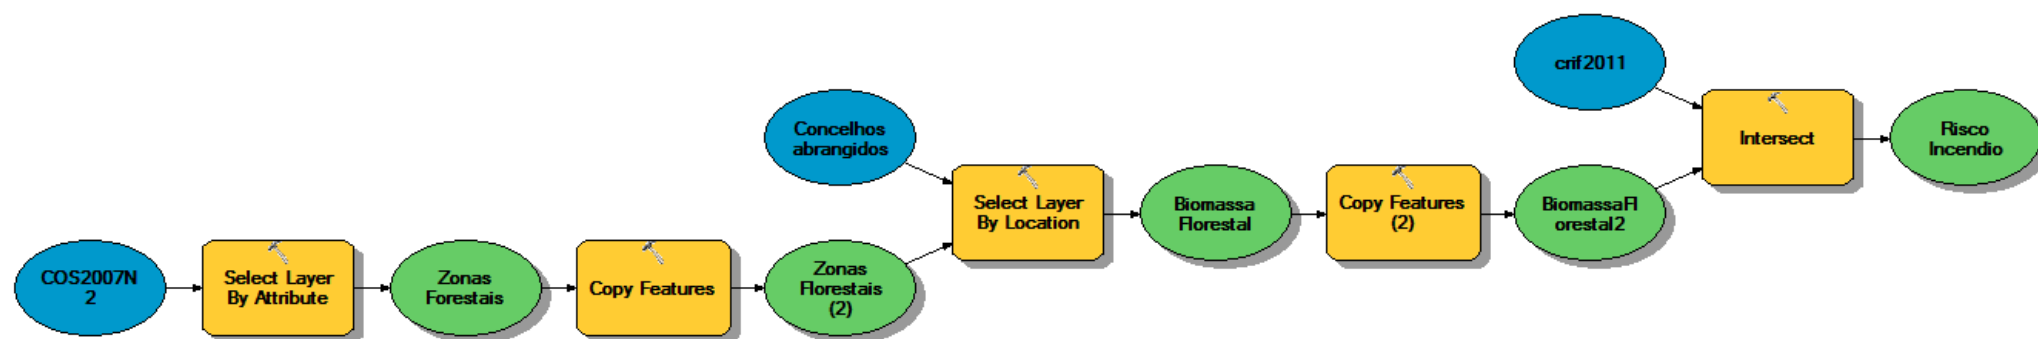 COS2007N
2
Select Layer
By Attribute
Zonas
Forestais
Copy Features
Zonas
Florestais
(2)
Concelhos
abrangidos
Select Layer
By Location
Biomassa
Florestal
Copy Features
(2)
BiomassaFl
orestal2
crif2011
Intersect
Risco
Incendio